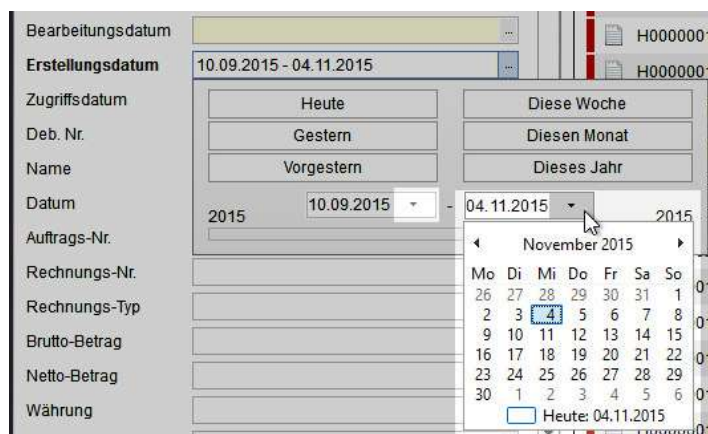 Bearbeitungsdatum ...
H0000001
Erstellungsdatum 10.09.2015 - 04.11.2015 ...
H0000001
Zugriffsdatum
Heute Diese Woche
Deb. Nr.
Gestern Diesen Monat
Name
Vorgestern Dieses Jahr
Datum
2015 10.09.2015 - 04.11.2015 2015
Auftrags-Nr.
November 2015
Rechnungs-Nr.
Mo Di Mi Do Fr Sa So
26 27 28 29 30 31 1
Rechnungs-Typ
2 3 4 5 6 7 8
9 10 11 12 13 14 15
Brutto-Betrag
16 17 18 19 20 21 22
Netto-Betrag
23 24 25 26 27 28 29
30 1 2 3 4 5 6
Währung
Heute: 04.11.2015